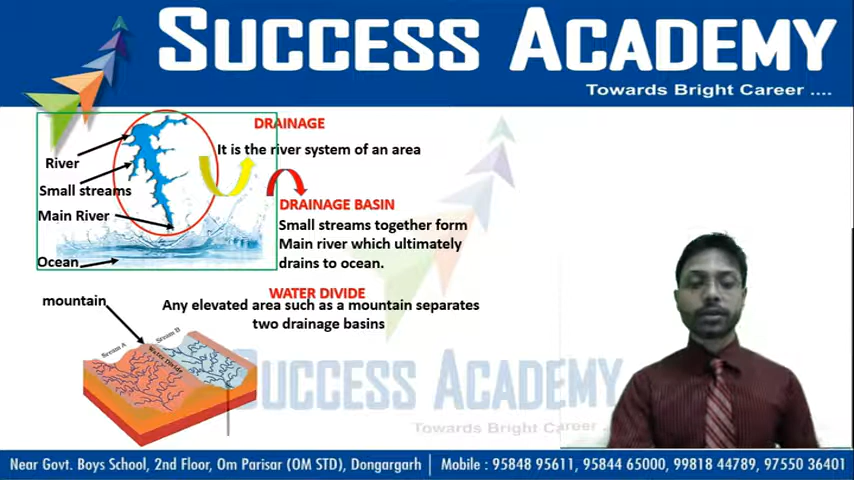 SUCCESS ACADEMY
Towards Bright Career ....
DRAINAGE
It is the river system of an area
River
Small streams
Main River
Ocean
DRAINAGE BASIN
Small streams together form
Main river which ultimately
drains to ocean.
WATER DIVIDE
mountain
Any elevated area such as a mountain separates
two drainage basins
Stream A
Stream B
Water Divide
SUCCESS ACADEMY
Towards Bright Career ....
Near Govt. Boys School, 2nd Floor, Om Parisar (OM STD), Dongargarh | Mobile : 95848 95611, 95844 65000, 99818 44789, 97550 36401